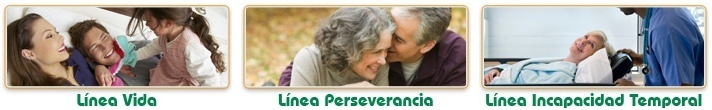 Línea Vida
Línea Perseverancia
Línea Incapacidad Temporal